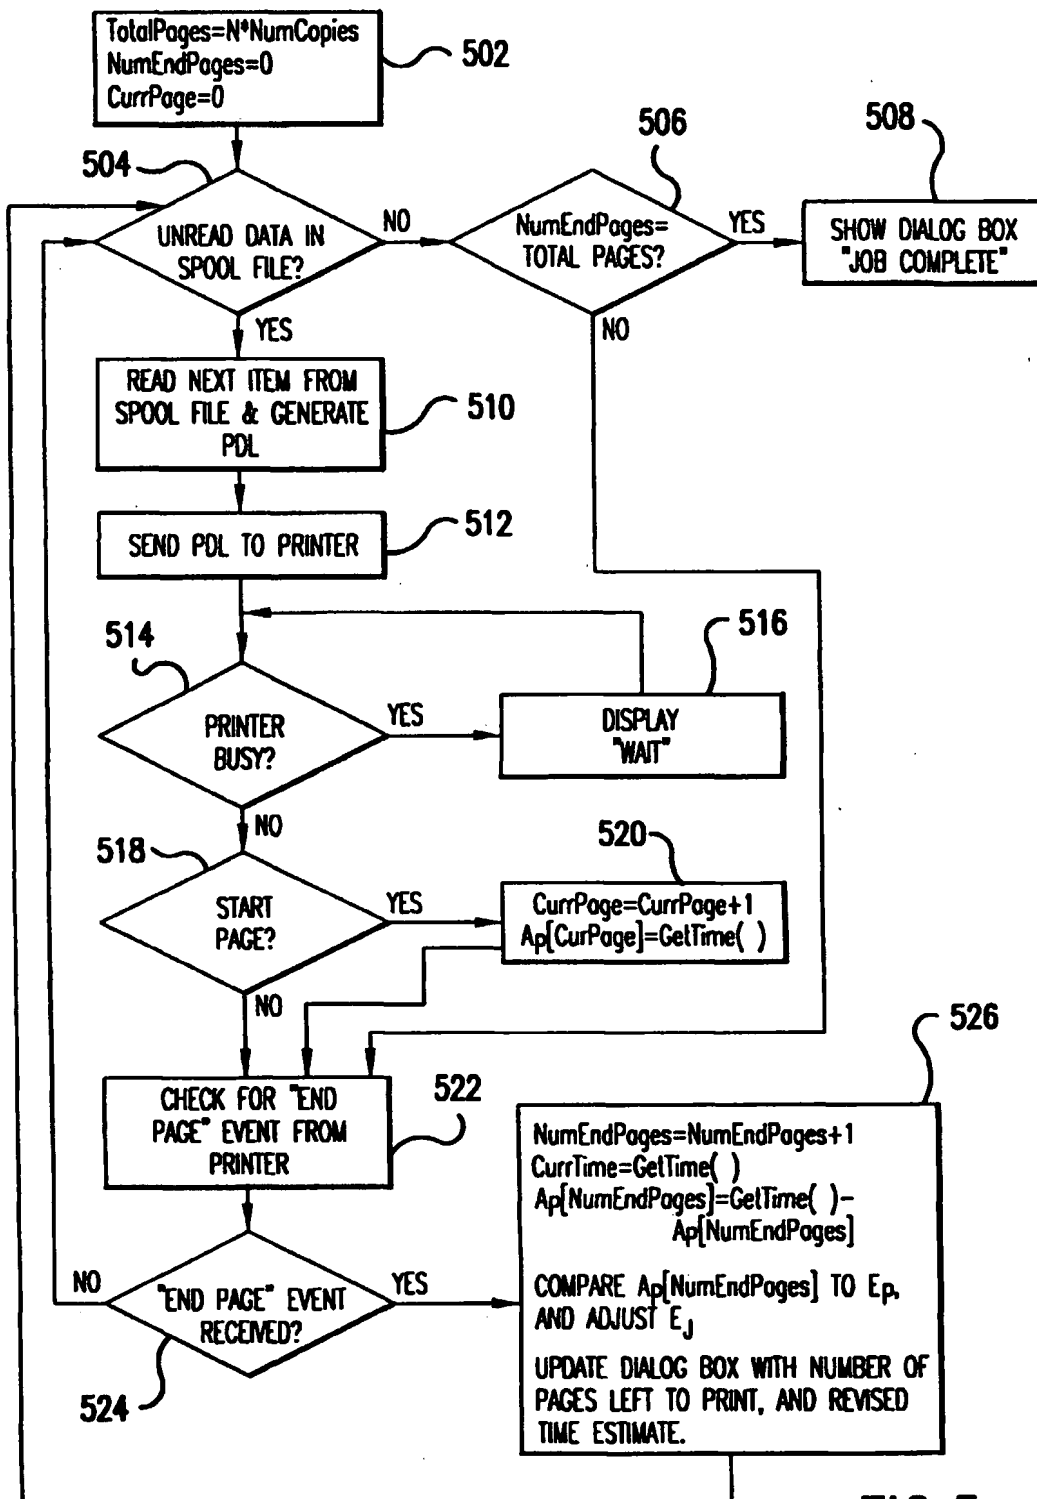 TotalPages=N*NumCopies
NumEndPages=0
CurrPage=0
502
504
UNREAD DATA IN
SPOOL FILE?
NO
YES
506
NumEndPages=
TOTAL PAGES?
YES
NO
508
SHOW DIALOG BOX
"JOB COMPLETE"
READ NEXT ITEM FROM
SPOOL FILE & GENERATE
PDL
510
SEND PDL TO PRINTER
512
514
PRINTER
BUSY?
YES
NO
516
DISPLAY
"WAIT"
518
START
PAGE?
YES
NO
520
CurrPage=CurrPage+1
Ap[CurPage]=GetTime( )
CHECK FOR "END
PAGE" EVENT FROM
PRINTER
522
"END PAGE" EVENT
RECEIVED?
NO
YES
524
526
NumEndPages=NumEndPages+1
CurrTime=GetTime( )
Ap[NumEndPages]=GetTime( )-
Ap[NumEndPages]
COMPARE Ap[NumEndPages] TO Ep,
AND ADJUST EJ
UPDATE DIALOG BOX WITH NUMBER OF
PAGES LEFT TO PRINT, AND REVISED
TIME ESTIMATE.